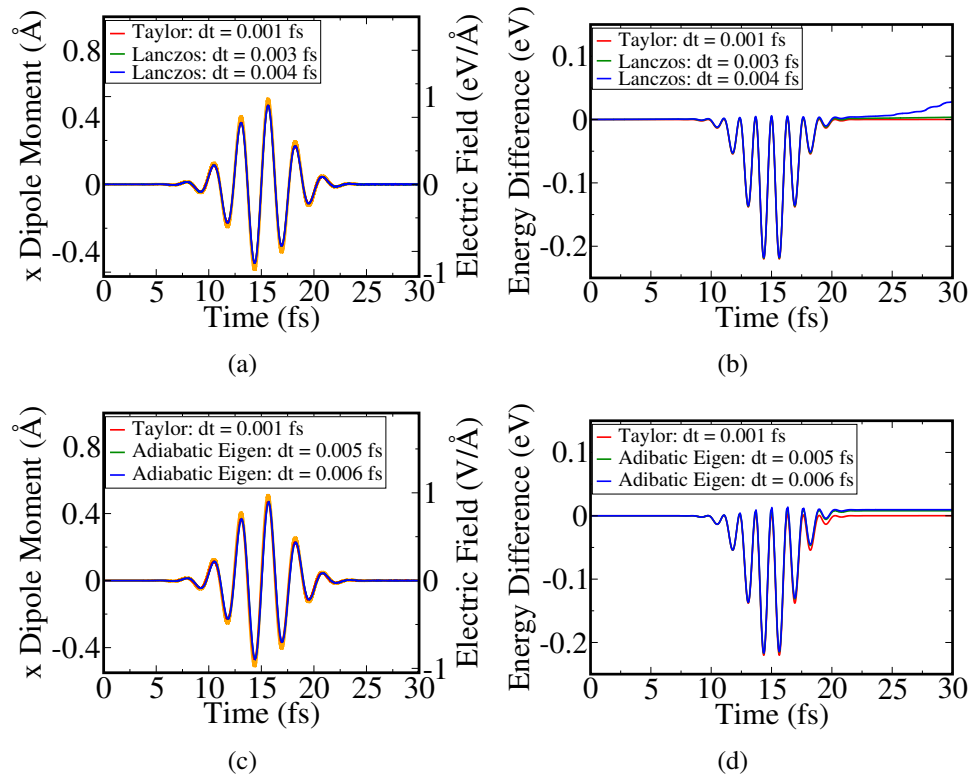 x Dipole Moment (Å)
0.8
0.4
0
-0.4
Taylor: dt = 0.001 fs
Lanczos: dt = 0.003 fs
Lanczos: dt = 0.004 fs
1
0
-1
Electric Field (eV/Å)
0 5 10 15 20 25 30
Time (fs)
(a)
Energy Difference (eV)
0.1
0
-0.1
-0.2
Taylor: dt = 0.001 fs
Lanczos: dt = 0.003 fs
Lanczos: dt = 0.004 fs
0 5 10 15 20 25 30
Time (fs)
(b)
x Dipole Moment (Å)
0.8
0.4
0
-0.4
Taylor: dt = 0.001 fs
Adiabatic Eigen: dt = 0.005 fs
Adiabatic Eigen: dt = 0.006 fs
1
0
-1
Electric Field (V/Å)
0 5 10 15 20 25 30
Time (fs)
(c)
Energy Difference (eV)
0.1
0
-0.1
-0.2
Taylor: dt = 0.001 fs
Adibatic Eigen: dt = 0.005 fs
Adibatic Eigen: dt = 0.006 fs
0 5 10 15 20 25 30
Time (fs)
(d)